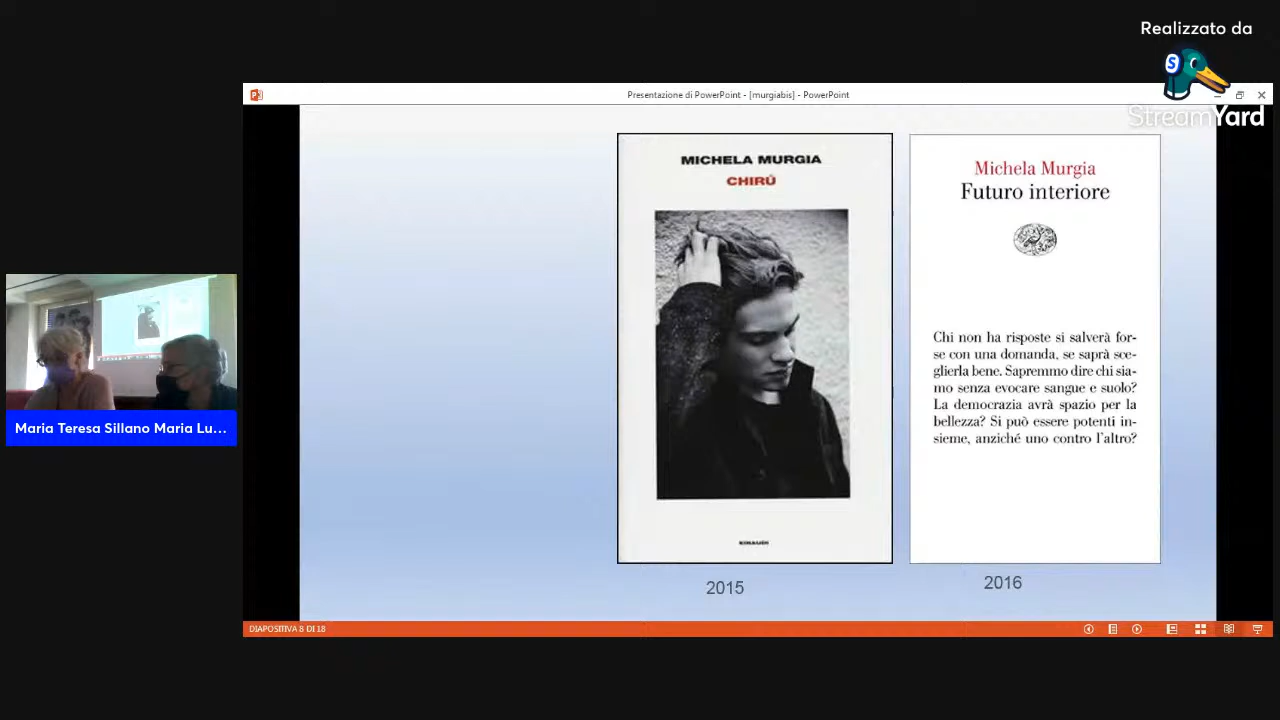 Realizzato da
StreamYard
Presentazione di PowerPoint - [murgiabis] - PowerPoint
MICHELA MURGIA
CHIRÚ
EINAUDI
2015
Michela Murgia
Futuro interiore
Chi non ha risposte si salverà for-
se con una domanda, se saprà sce-
glierla bene. Sapremmo dire chi sia-
mo senza evocare sangue e suolo?
La democrazia avrà spazio per la
bellezza? Si può essere potenti in-
sieme, anziché uno contro l'altro?
2016
Maria Teresa Sillano Maria Lu...
DIAPOSITIVA 8 DI 18